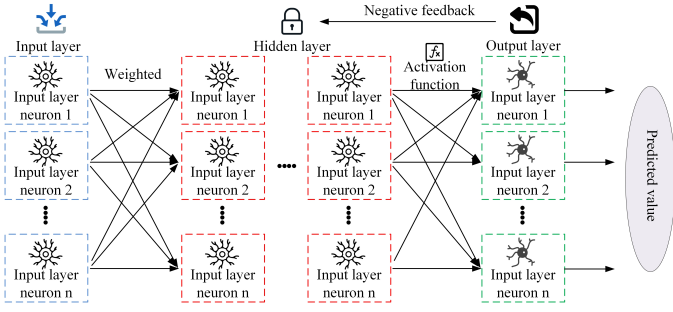 Negative feedback
Input layer
Hidden layer
Output layer
Weighted
fx
Activation
function
Input layer
neuron 1
Input layer
neuron 1
Input layer
neuron 1
Input layer
neuron 1
Input layer
neuron 2
Input layer
neuron 2
Input layer
neuron 2
Input layer
neuron 2
Input layer
neuron n
Input layer
neuron n
Input layer
neuron n
Input layer
neuron n
Predicted value